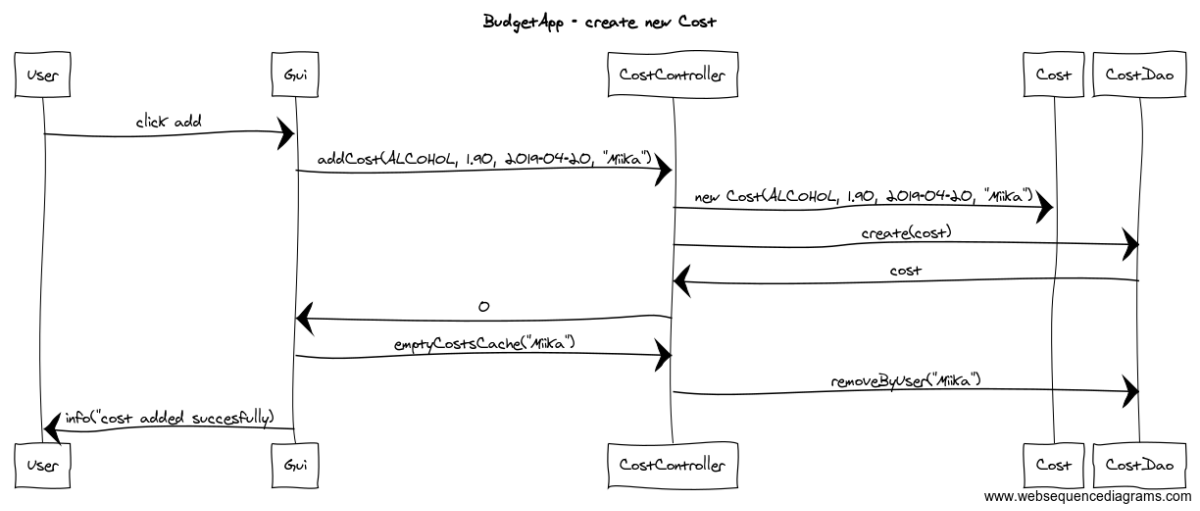 BudgetApp - create new Cost
User
Gui
CostController
Cost
CostDao
click add
addCost(ALCOHOL, 1.90, 2019-04-20, "Miika")
new Cost(ALCOHOL, 1.90, 2019-04-20, "Miika")
create(cost)
cost
0
emptyCostsCache("Miika")
removeByUser("Miika")
info("cost added succesfully)
User
Gui
CostController
Cost
CostDao
www.websequencediagrams.com